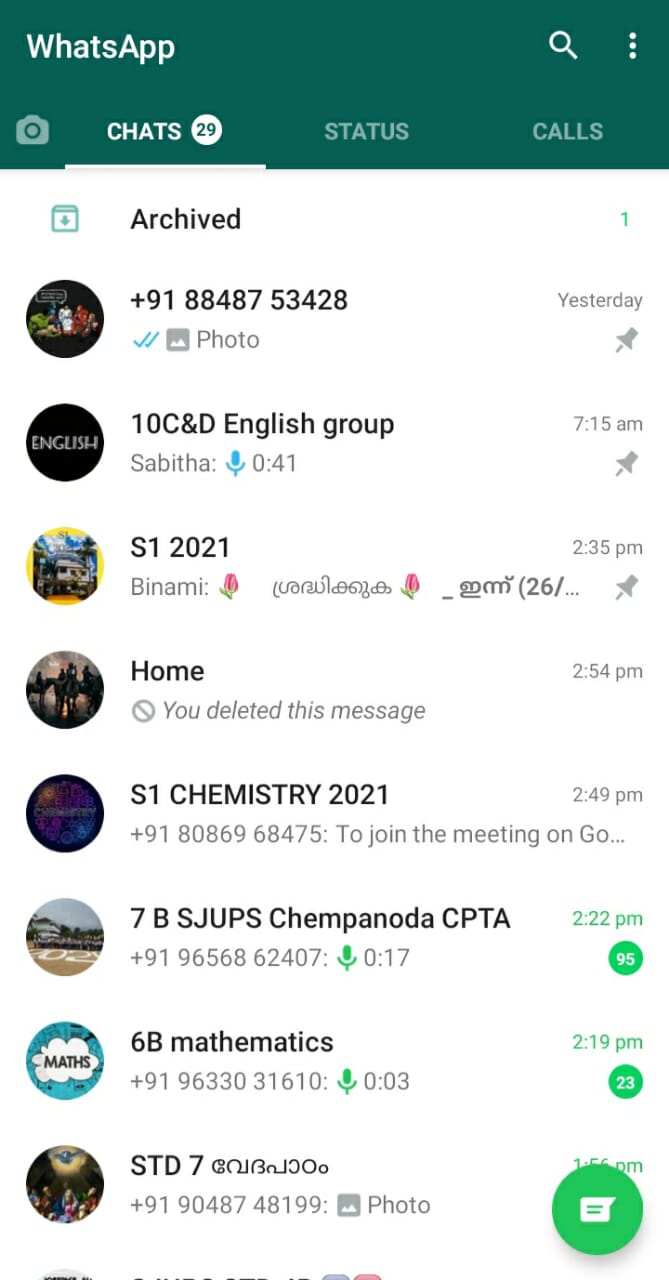 WhatsApp
CHATS 29 STATUS CALLS
Archived 1
+91 88487 53428 Yesterday
Photo
10C&D English group 7:15 am
ENGLISH
Sabitha: 0:41
S1 2021 2:35 pm
Binami: 🌷 ശ്രദ്ധിക്കുക 🌷 _ ഇന്ന് (26/...
Home 2:54 pm
You deleted this message
S1 CHEMISTRY 2021 2:49 pm
CHEMISTRY
+91 80869 68475: To join the meeting on Go...
7 B SJUPS Chempanoda CPTA 2:22 pm
+91 96568 62407: 0:17 95
6B mathematics 2:19 pm
MATHS
+91 96330 31610: 0:03 23
STD 7 വേദപാഠം 1:56 pm
+91 90487 48199: Photo